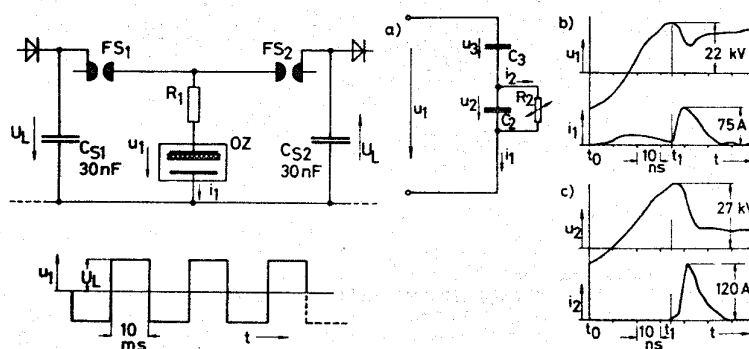 FS1
FS2
R1
UL
CS1
30nF
u1
OZ
i1
CS2
30nF
UL
u1
UL
10
ms
t
a)
u3
C3
i2
u1
u2
R2
C2
i1
b)
u1
22 kV
i1
75A
t0
10
ns
t1
t
c)
u2
27 kV
i2
120A
t0
10
ns
t1
t